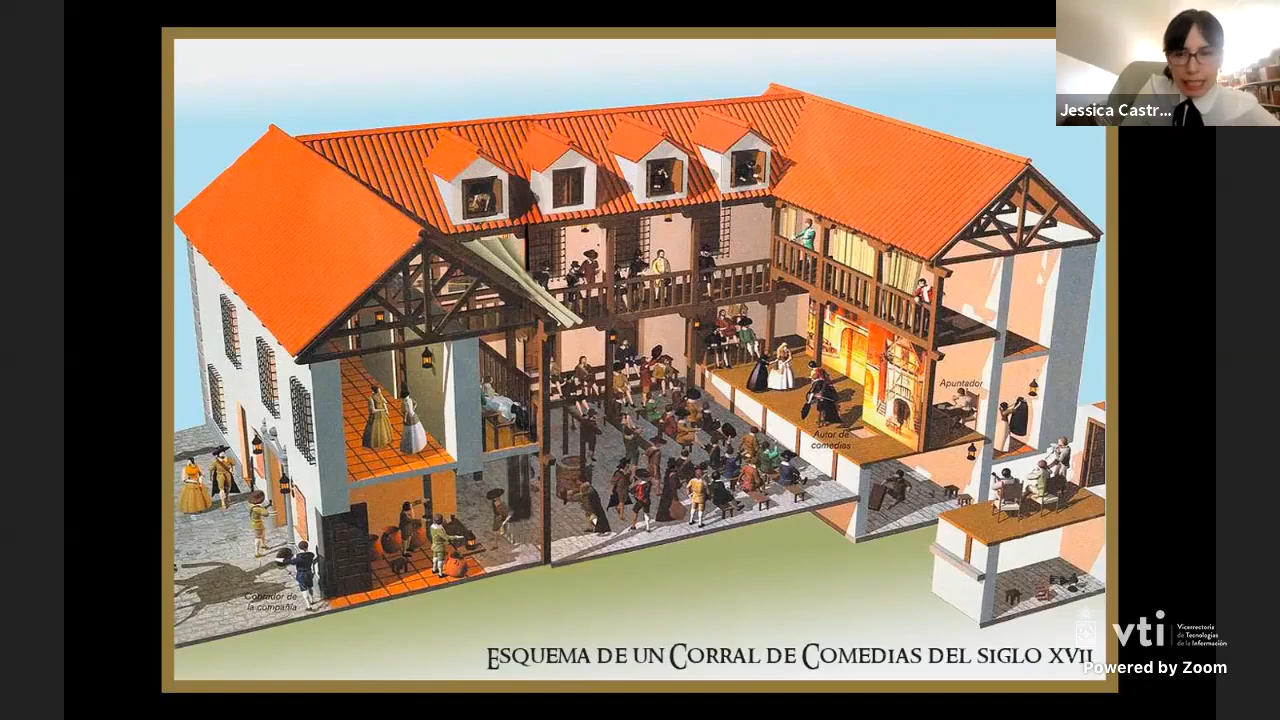 Jessica Castr...
Apuntador
Autor de
comedias
Cobrador de
la compañía
ESQUEMA DE UN CORRAL DE COMEDIAS DEL SIGLO XVII
vti
Vicerrectoría
de Tecnologías
de la Información
Powered by Zoom